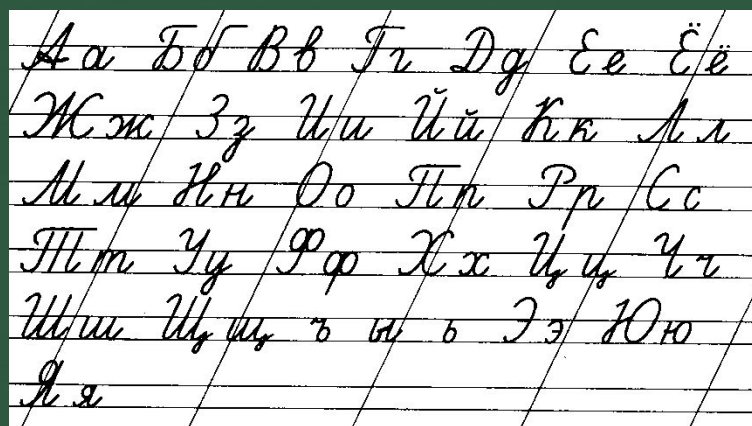 Аа Бб Вв Гг Дд Ее Ёё
Жж Зз Ии Йй Кк Лл
Мм Нн Оо Пп Рр Сс
Тт Уу Фф Хх Цц Чч
Шш Щщ ъ ы ь Ээ Юю
Яя